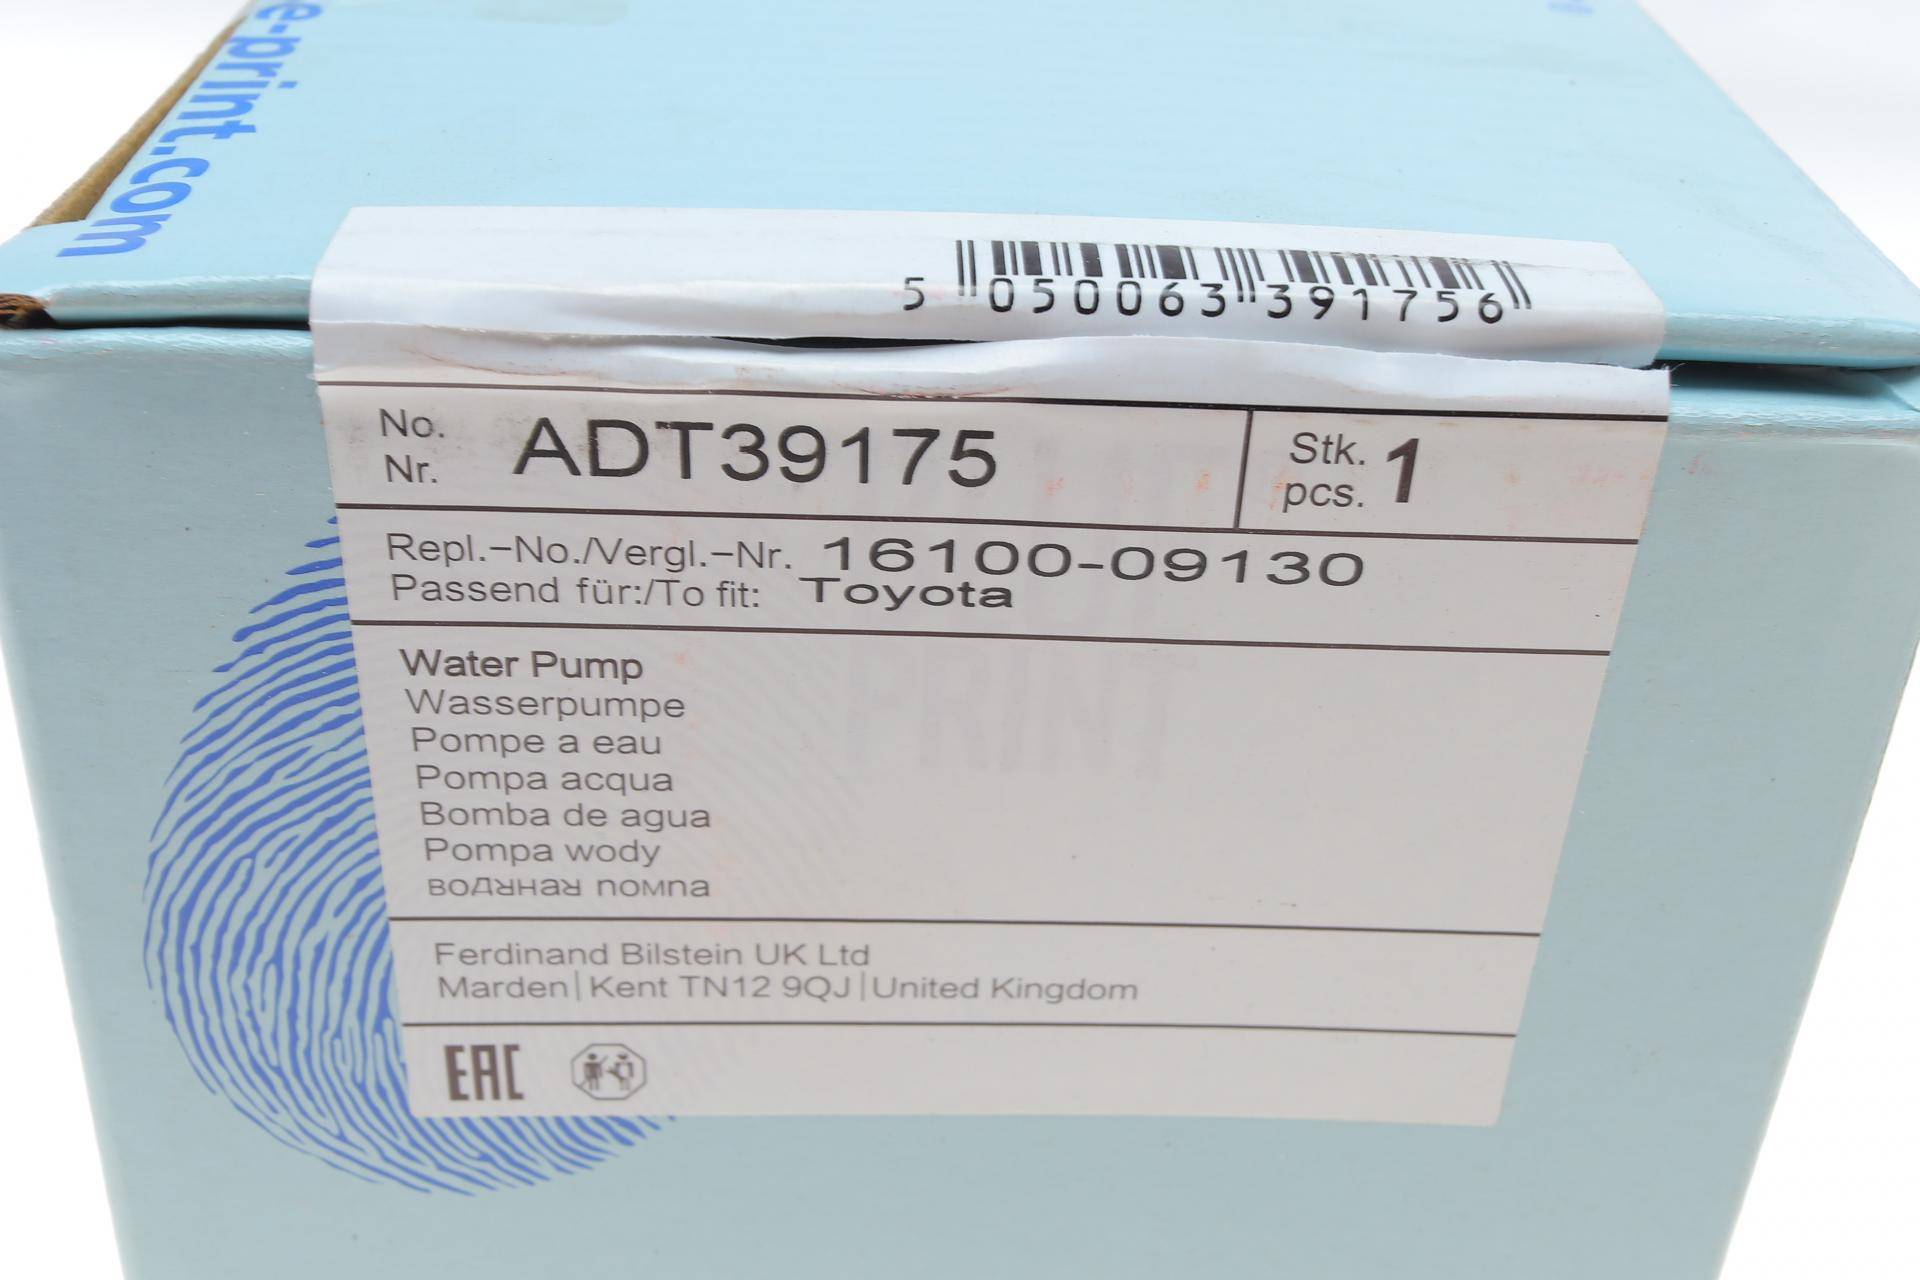 e-print.com
5 050063 391756
No.
Nr. ADT39175
Stk.
pcs. 1
Repl.-No./Vergl.-Nr. 16100-09130
Passend für:/To fit: Toyota
PRINT
Water Pump
Wasserpumpe
Pompe a eau
Pompa acqua
Bomba de agua
Pompa wody
водяная помпа
Ferdinand Bilstein UK Ltd
Marden|Kent TN12 9QJ|United Kingdom
EAC